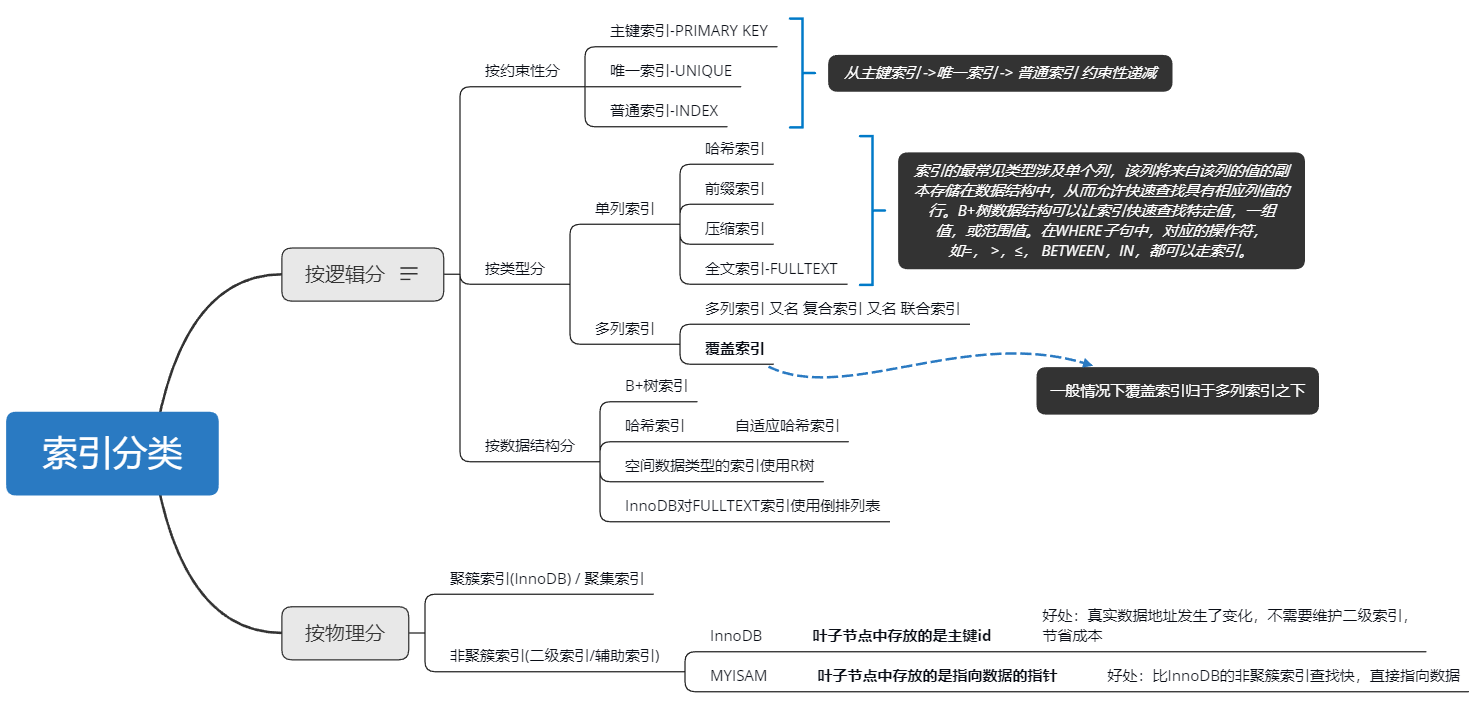 索引分类
按逻辑分
按约束性分
主键索引-PRIMARY KEY
唯一索引-UNIQUE
普通索引-INDEX
从主键索引->唯一索引-> 普通索引 约束性递减
按类型分
单列索引
哈希索引
前缀索引
压缩索引
全文索引-FULLTEXT
索引的最常见类型涉及单个列，该列将来自该列的值的副
本存储在数据结构中，从而允许快速查找具有相应列值的
行。B+树数据结构可以让索引快速查找特定值，一组
值，或范围值。在WHERE子句中，对应的操作符，
如=， >，≤， BETWEEN，IN，都可以走索引。
多列索引
多列索引 又名 复合索引 又名 联合索引
覆盖索引
一般情况下覆盖索引归于多列索引之下
按数据结构分
B+树索引
哈希索引
自适应哈希索引
空间数据类型的索引使用R树
InnoDB对FULLTEXT索引使用倒排列表
按物理分
聚簇索引(InnoDB) / 聚集索引
非聚簇索引(二级索引/辅助索引)
InnoDB
叶子节点中存放的是主键id
好处：真实数据地址发生了变化，不需要维护二级索引，
节省成本
MYISAM
叶子节点中存放的是指向数据的指针
好处：比InnoDB的非聚簇索引查找快，直接指向数据